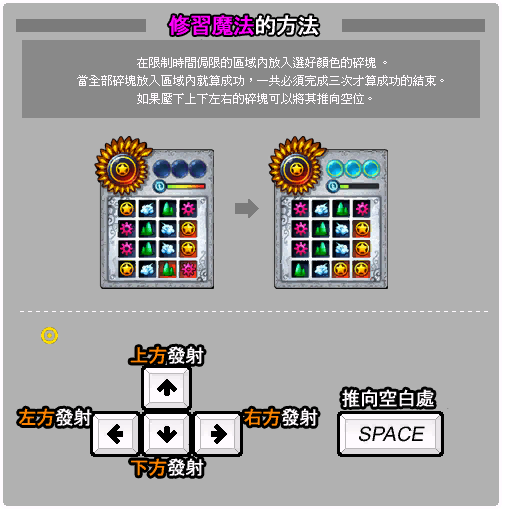 修習魔法的方法
在限制時間侷限的區域內放入選好顏色的碎塊 。
當全部碎塊放入區域內就算成功，一共必須完成三次才算成功的結束。
如果壓下上下左右的碎塊可以將其推向空位。
上方發射
左方發射
右方發射
下方發射
推向空白處
SPACE